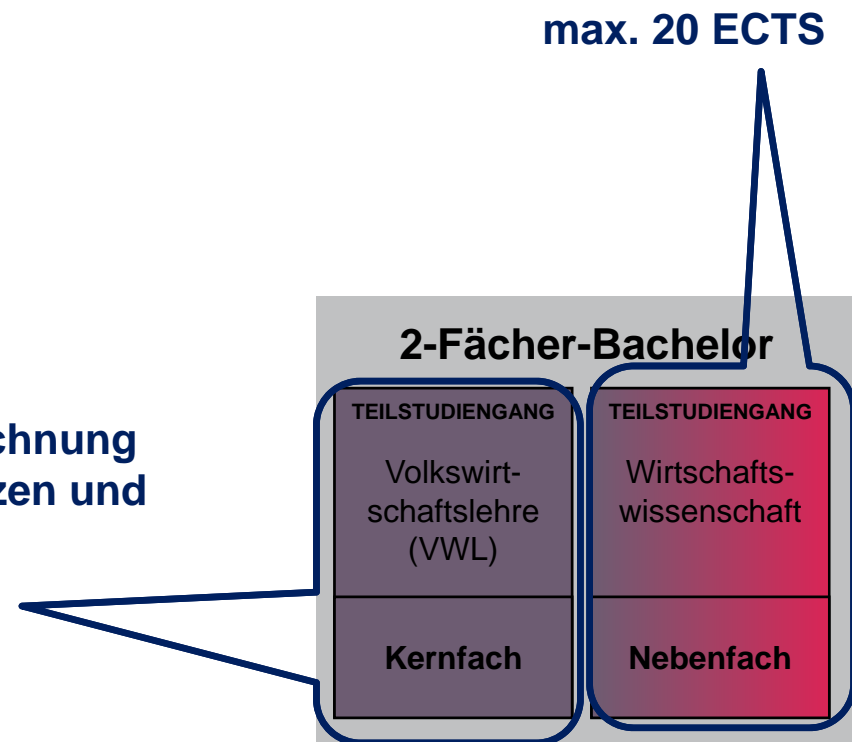 max. 20 ECTS
2-Fächer-Bachelor
TEILSTUDIENGANG
Volkswirt-
schaftslehre
(VWL)
Kernfach
TEILSTUDIENGANG
Wirtschafts-
wissenschaft
Nebenfach
chnung
zen und